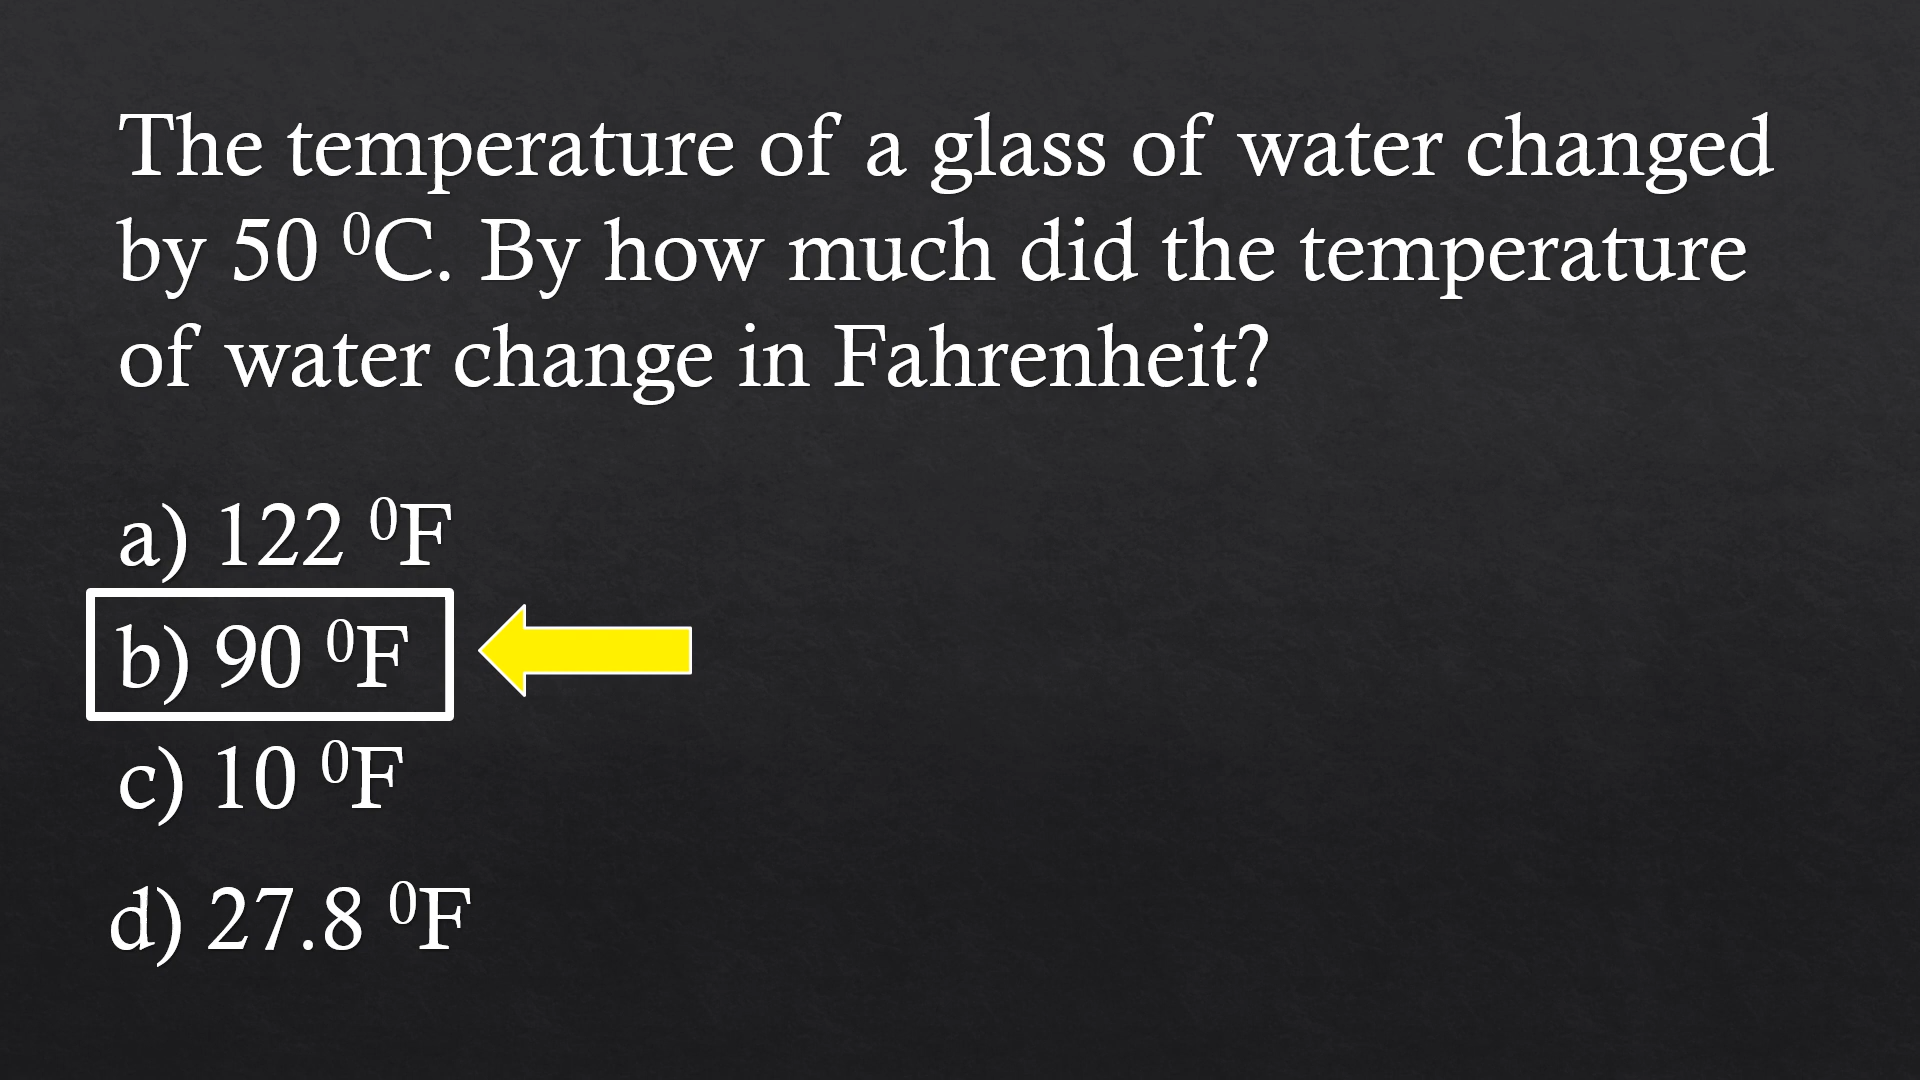 The temperature of a glass of water changed
by 50 ⁰C. By how much did the temperature
of water change in Fahrenheit?
a) 122 ⁰F
b) 90 ⁰F
c) 10 ⁰F
d) 27.8 ⁰F